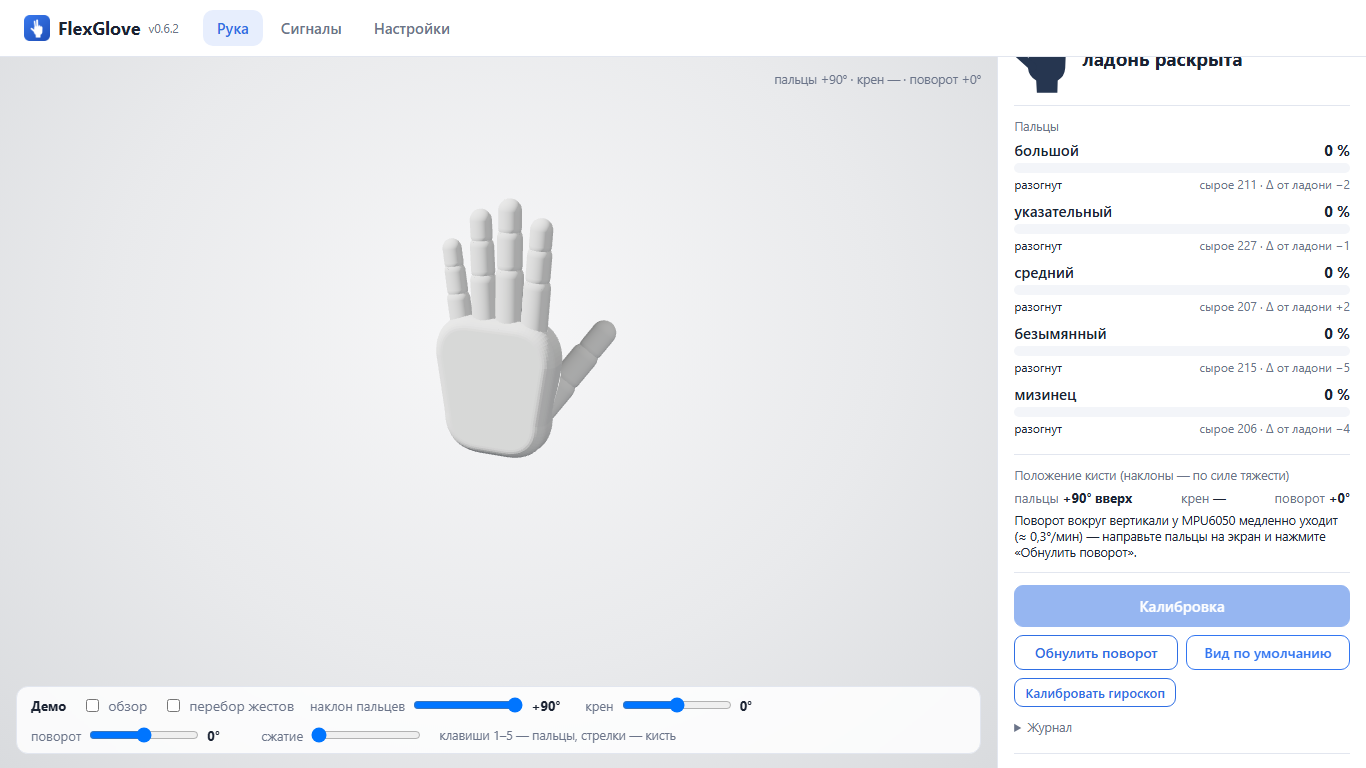 FlexGlove v0.6.2 Рука Сигналы Настройки
пальцы +90° · крен — · поворот +0°
ладонь раскрыта
Пальцы
большой 0 %
разогнут сырое 211 · Δ от ладони −2
указательный 0 %
разогнут сырое 227 · Δ от ладони −1
средний 0 %
разогнут сырое 207 · Δ от ладони +2
безымянный 0 %
разогнут сырое 215 · Δ от ладони −5
мизинец 0 %
разогнут сырое 206 · Δ от ладони −4
Положение кисти (наклоны — по силе тяжести)
пальцы +90° вверх крен — поворот +0°
Поворот вокруг вертикали у MPU6050 медленно уходит
(≈ 0,3°/мин) — направьте пальцы на экран и нажмите
«Обнулить поворот».
Калибровка
Обнулить поворот Вид по умолчанию
Калибровать гироскоп
Журнал
Демо обзор перебор жестов наклон пальцев +90° крен 0°
поворот 0° сжатие клавиши 1–5 — пальцы, стрелки — кисть